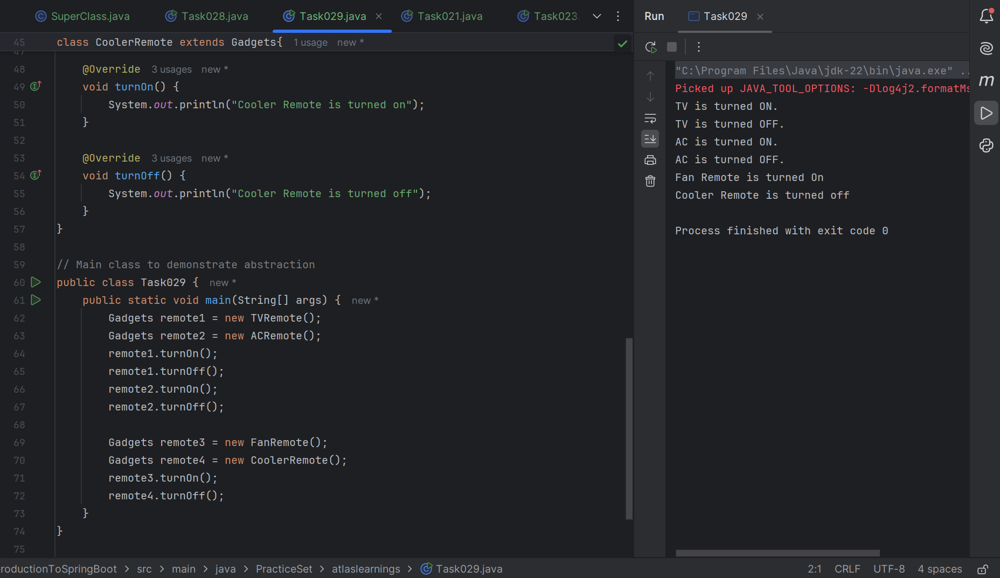 SuperClass.java Task028.java Task029.java Task021.java Task023.
45 class CoolerRemote extends Gadgets{ 1 usage new *
47
48 @Override 3 usages new *
49 void turnOn() {
50 System.out.println("Cooler Remote is turned on");
51 }
52
53 @Override 3 usages new *
54 void turnOff() {
55 System.out.println("Cooler Remote is turned off");
56 }
57 }
58
59 // Main class to demonstrate abstraction
60 public class Task029 { new *
61 public static void main(String[] args) { new *
62 Gadgets remote1 = new TVRemote();
63 Gadgets remote2 = new ACRemote();
64 remote1.turnOn();
65 remote1.turnOff();
66 remote2.turnOn();
67 remote2.turnOff();
68
69 Gadgets remote3 = new FanRemote();
70 Gadgets remote4 = new CoolerRemote();
71 remote3.turnOn();
72 remote4.turnOff();
73 }
74 }
75
Run Task029
"C:\Program Files\Java\jdk-22\bin\java.exe" ..
Picked up JAVA_TOOL_OPTIONS: -Dlog4j2.formatMs
TV is turned ON.
TV is turned OFF.
AC is turned ON.
AC is turned OFF.
Fan Remote is turned On
Cooler Remote is turned off
Process finished with exit code 0
m
roductionToSpringBoot > src > main > java > PracticeSet > atlaslearnings > Task029.java 2:1 CRLF UTF-8 4 spaces